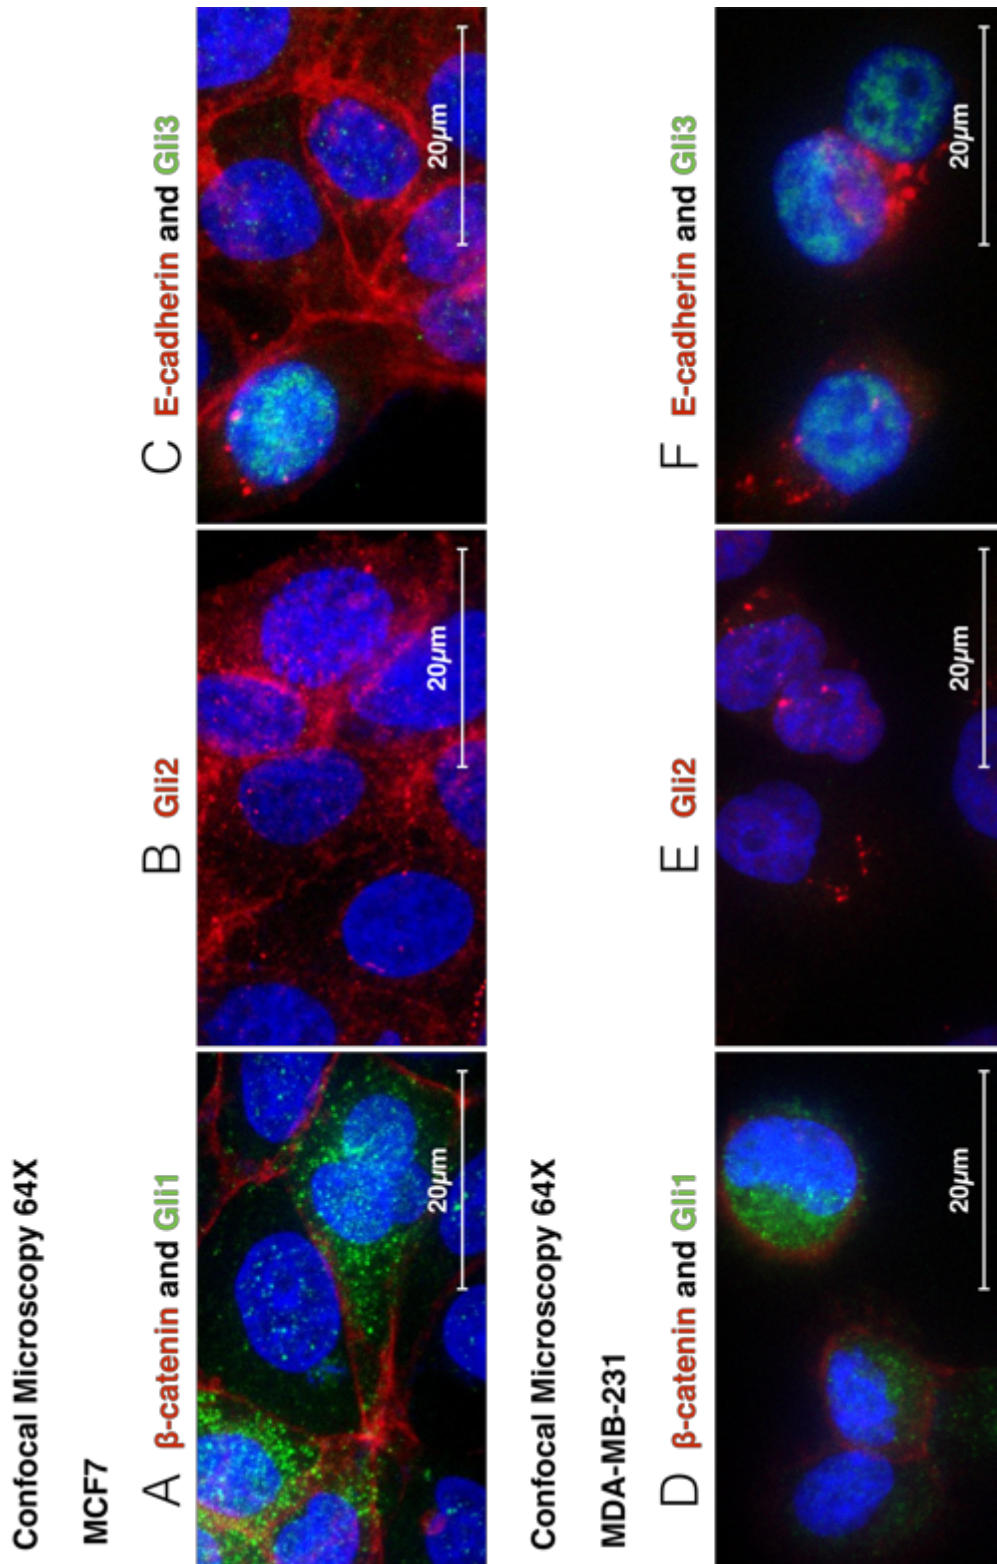 Confocal Microscopy 64X
MCF7
A β-catenin and Gli1
B Gli2
C E-cadherin and Gli3
20µm
20µm
20µm
Confocal Microscopy 64X
MDA-MB-231
D β-catenin and Gli1
E Gli2
F E-cadherin and Gli3
20µm
20µm
20µm